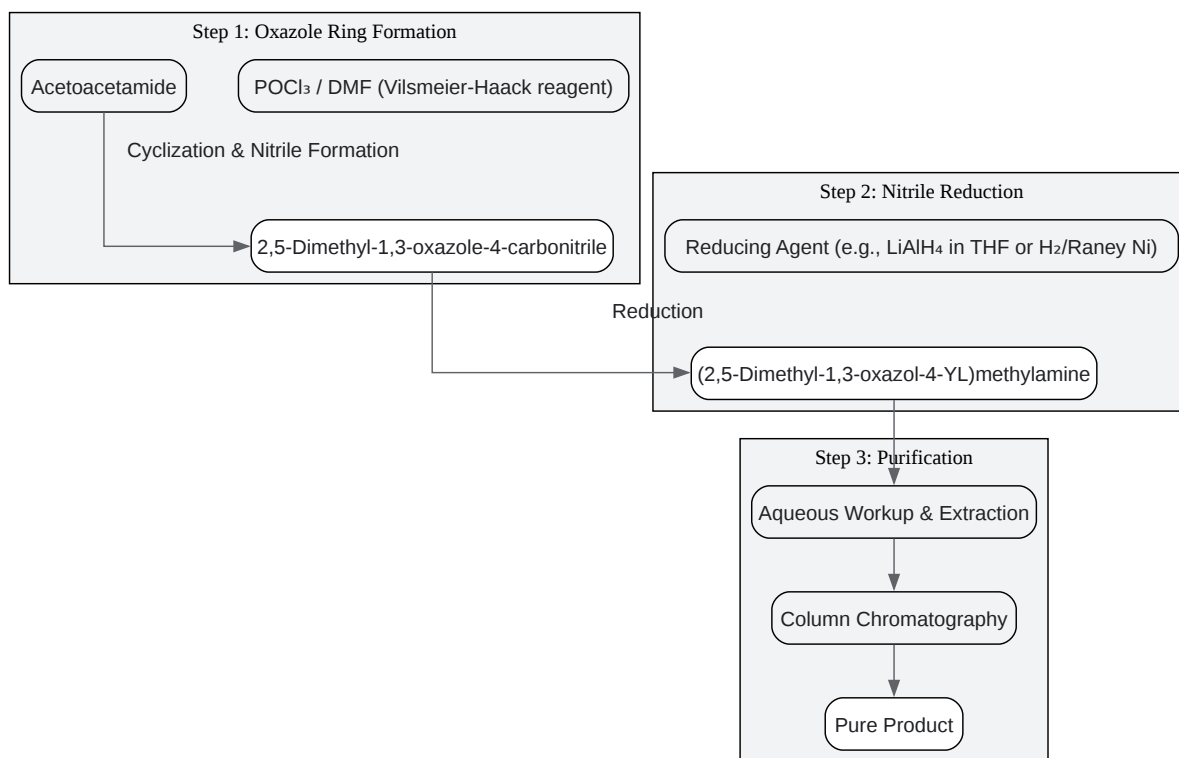 Step 1: Oxazole Ring Formation
Acetoacetamide
POCl₃ / DMF (Vilsmeier-Haack reagent)
Cyclization & Nitrile Formation
2,5-Dimethyl-1,3-oxazole-4-carbonitrile
Step 2: Nitrile Reduction
Reducing Agent (e.g., LiAlH₄ in THF or H₂/Raney Ni)
Reduction
(2,5-Dimethyl-1,3-oxazol-4-YL)methylamine
Step 3: Purification
Aqueous Workup & Extraction
Column Chromatography
Pure Product